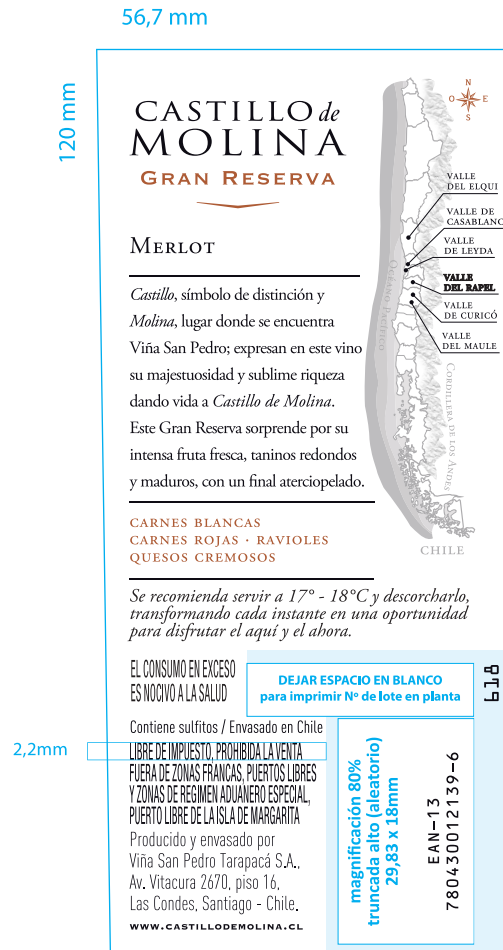 56,7 mm
120 mm
CASTILLO de
MOLINA
GRAN RESERVA
MERLOT
Castillo, símbolo de distinción y
Molina, lugar donde se encuentra
Viña San Pedro; expresan en este vino
su majestuosidad y sublime riqueza
dando vida a Castillo de Molina.
Este Gran Reserva sorprende por su
intensa fruta fresca, taninos redondos
y maduros, con un final aterciopelado.
CARNES BLANCAS
CARNES ROJAS · RAVIOLES
QUESOS CREMOSOS
N
O E
S
VALLE
DEL ELQUI
VALLE DE
CASABLANC
VALLE
DE LEYDA
VALLE
DEL RAPEL
VALLE
DE CURICÓ
VALLE
DEL MAULE
OCÉANO PACÍFICO
CORDILLERA DE LOS ANDES
CHILE
Se recomienda servir a 17° - 18°C y descorcharlo,
transformando cada instante en una oportunidad
para disfrutar el aquí y el ahora.
EL CONSUMO EN EXCESO
ES NOCIVO A LA SALUD
DEJAR ESPACIO EN BLANCO
para imprimir Nº de lote en planta
Contiene sulfitos / Envasado en Chile
2,2mm
LIBRE DE IMPUESTO, PROHIBIDA LA VENTA
FUERA DE ZONAS FRANCAS, PUERTOS LIBRES
Y ZONAS DE REGIMEN ADUANERO ESPECIAL,
PUERTO LIBRE DE LA ISLA DE MARGARITA
Producido y envasado por
Viña San Pedro Tarapacá S.A.,
Av. Vitacura 2670, piso 16,
Las Condes, Santiago - Chile.
WWW.CASTILLODEMOLINA.CL
magnificación 80%
truncada alto (aleatorio)
29,83 x 18mm
EAN-13
780430012139-6